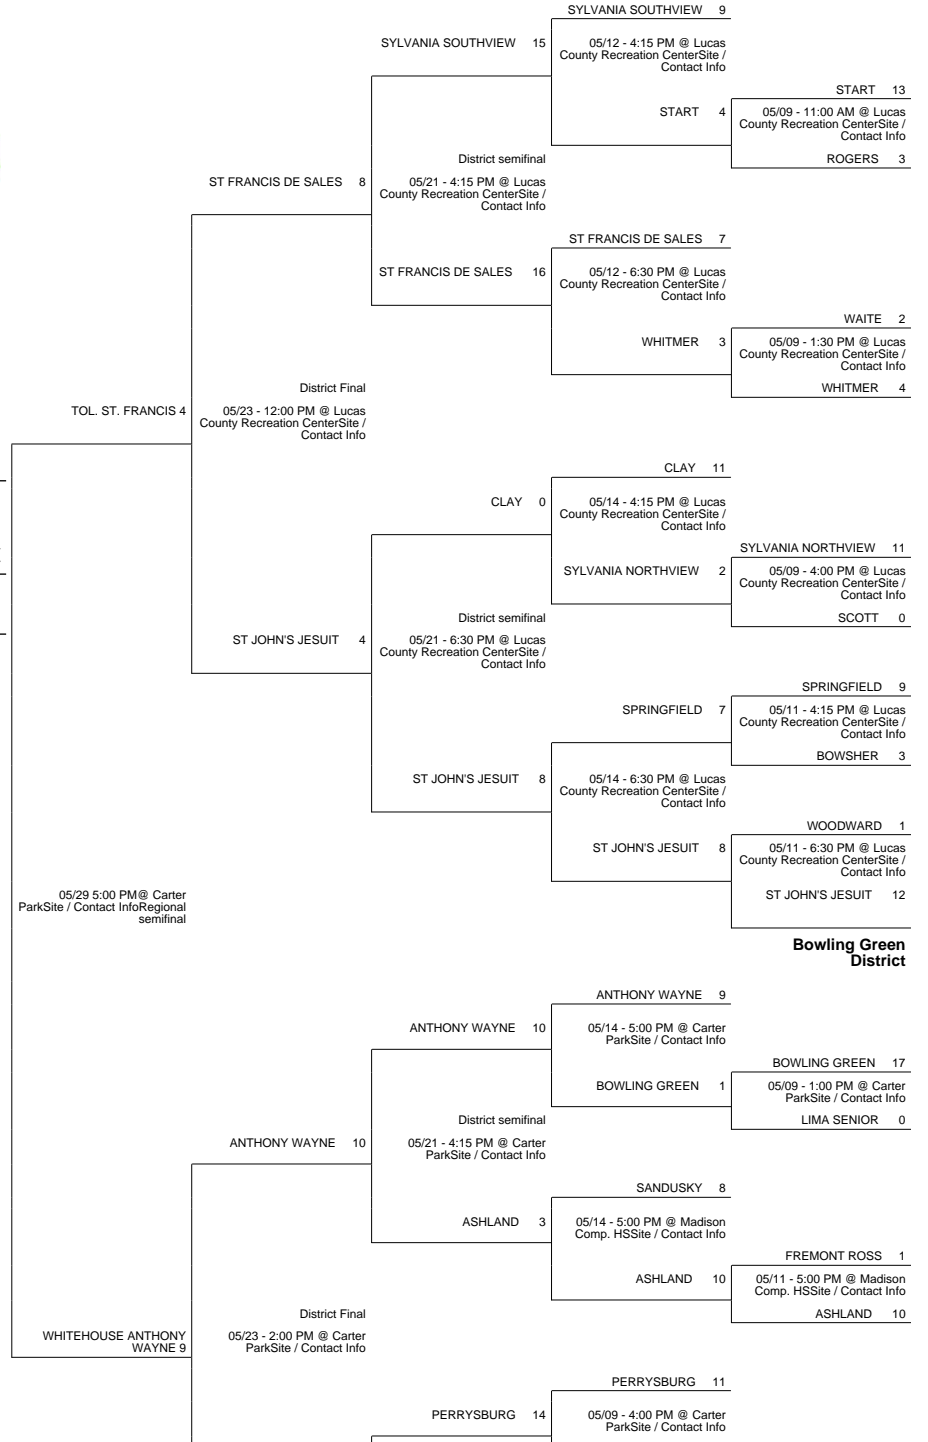 SYLVANIA SOUTHVIEW 9
SYLVANIA SOUTHVIEW 15
05/12 - 4:15 PM @ Lucas
County Recreation CenterSite /
Contact Info
START 13
START 4
05/09 - 11:00 AM @ Lucas
County Recreation CenterSite /
Contact Info
ROGERS 3
District semifinal
ST FRANCIS DE SALES 8
05/21 - 4:15 PM @ Lucas
County Recreation CenterSite /
Contact Info
ST FRANCIS DE SALES 7
ST FRANCIS DE SALES 16
05/12 - 6:30 PM @ Lucas
County Recreation CenterSite /
Contact Info
WAITE 2
WHITMER 3
05/09 - 1:30 PM @ Lucas
County Recreation CenterSite /
Contact Info
WHITMER 4
District Final
TOL. ST. FRANCIS 4
05/23 - 12:00 PM @ Lucas
County Recreation CenterSite /
Contact Info
CLAY 11
CLAY 0
05/14 - 4:15 PM @ Lucas
County Recreation CenterSite /
Contact Info
SYLVANIA NORTHVIEW 11
SYLVANIA NORTHVIEW 2
05/09 - 4:00 PM @ Lucas
County Recreation CenterSite /
Contact Info
SCOTT 0
District semifinal
ST JOHN'S JESUIT 4
05/21 - 6:30 PM @ Lucas
County Recreation CenterSite /
Contact Info
SPRINGFIELD 9
SPRINGFIELD 7
05/11 - 4:15 PM @ Lucas
County Recreation CenterSite /
Contact Info
BOWSHER 3
ST JOHN'S JESUIT 8
05/14 - 6:30 PM @ Lucas
County Recreation CenterSite /
Contact Info
WOODWARD 1
ST JOHN'S JESUIT 8
05/11 - 6:30 PM @ Lucas
County Recreation CenterSite /
Contact Info
ST JOHN'S JESUIT 12
05/29 5:00 PM@ Carter
ParkSite / Contact InfoRegional
semifinal
Bowling Green
District
ANTHONY WAYNE 9
ANTHONY WAYNE 10
05/14 - 5:00 PM @ Carter
ParkSite / Contact Info
BOWLING GREEN 17
BOWLING GREEN 1
05/09 - 1:00 PM @ Carter
ParkSite / Contact Info
LIMA SENIOR 0
District semifinal
ANTHONY WAYNE 10
05/21 - 4:15 PM @ Carter
ParkSite / Contact Info
SANDUSKY 8
ASHLAND 3
05/14 - 5:00 PM @ Madison
Comp. HSSite / Contact Info
FREMONT ROSS 1
ASHLAND 10
05/11 - 5:00 PM @ Madison
Comp. HSSite / Contact Info
ASHLAND 10
District Final
WHITEHOUSE ANTHONY
WAYNE 9
05/23 - 2:00 PM @ Carter
ParkSite / Contact Info
PERRYSBURG 11
PERRYSBURG 14
05/09 - 4:00 PM @ Carter
ParkSite / Contact Info